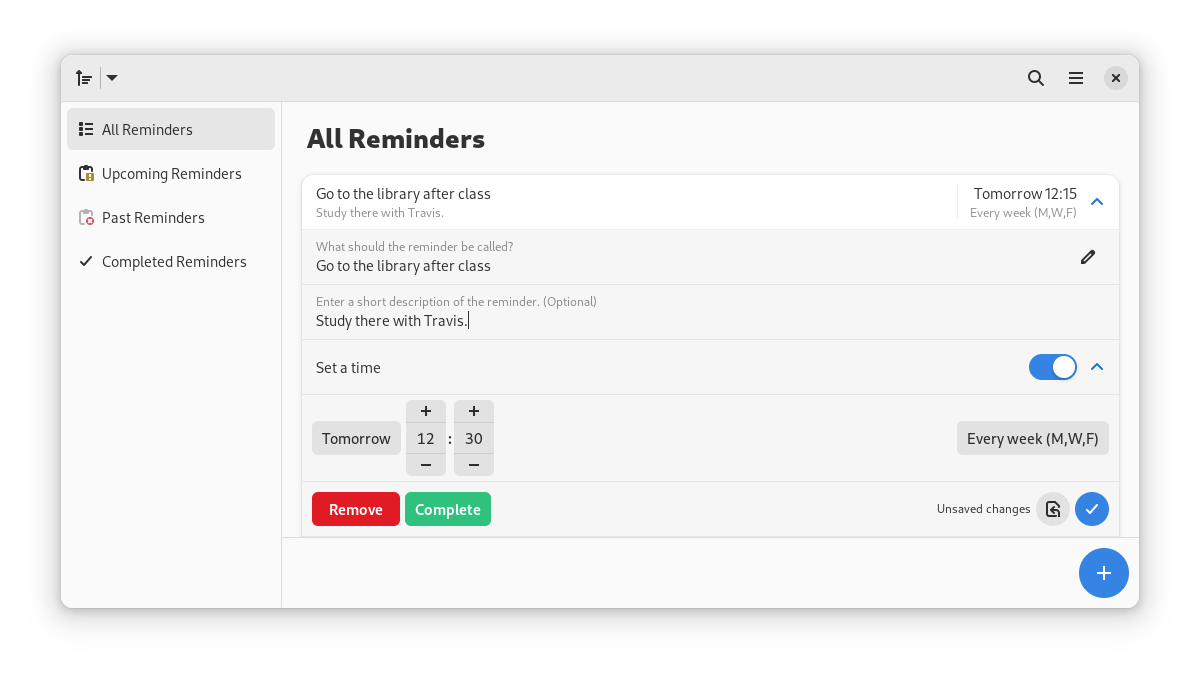 All Reminders
Upcoming Reminders
Past Reminders
Completed Reminders
All Reminders
Go to the library after class
Study there with Travis.
Tomorrow 12:15
Every week (M,W,F)
What should the reminder be called?
Go to the library after class
Enter a short description of the reminder. (Optional)
Study there with Travis.
Set a time
Tomorrow
12 : 30
Every week (M,W,F)
Remove
Complete
Unsaved changes